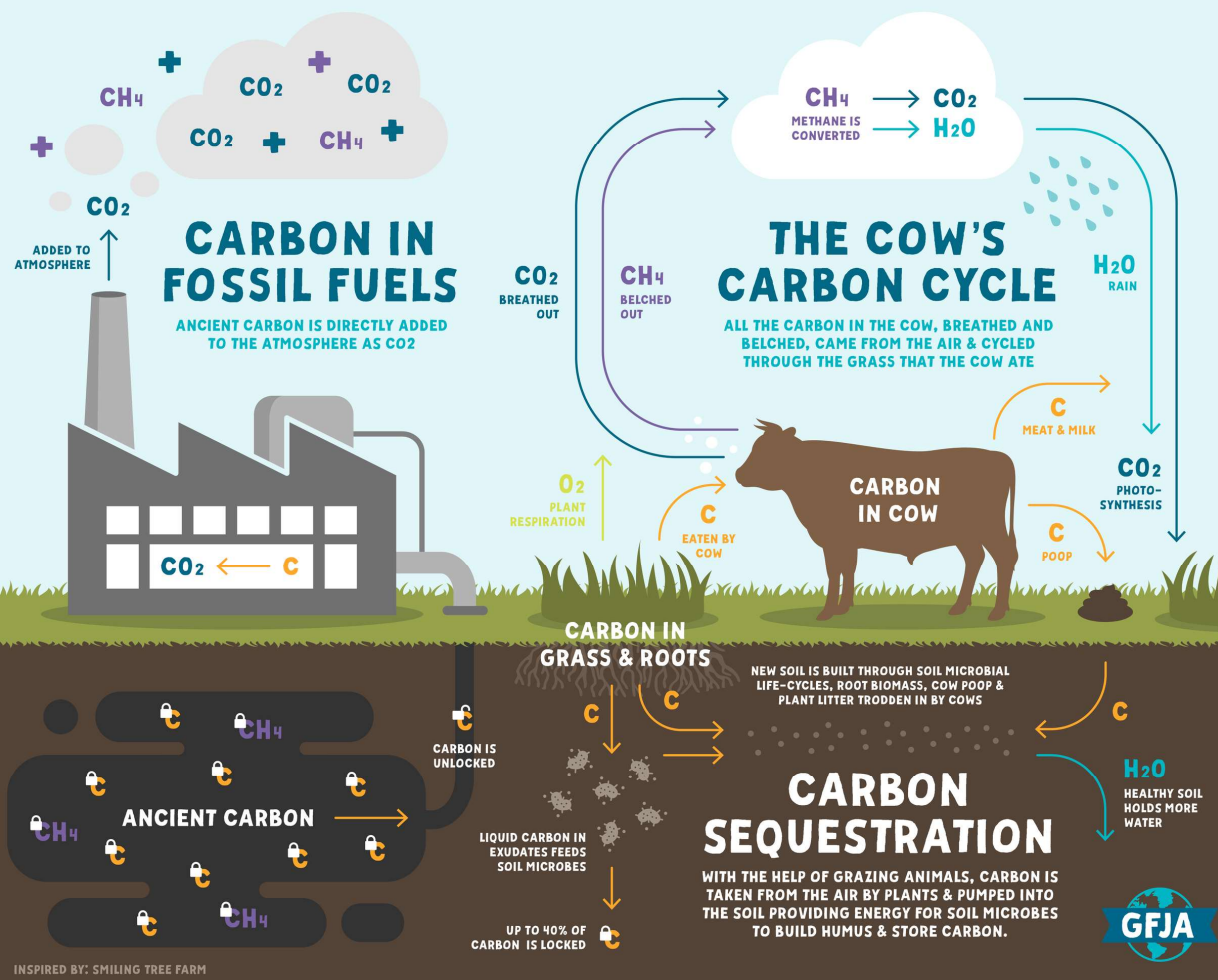 CH4
CO2
CO2
CO2
CH4
CO2
ADDED TO
ATMOSPHERE
CARBON IN
FOSSIL FUELS
ANCIENT CARBON IS DIRECTLY ADDED
TO THE ATMOSPHERE AS CO2
CO2
C
CH4
METHANE IS
CONVERTED
CO2
H2O
THE COW'S
CARBON CYCLE
ALL THE CARBON IN THE COW, BREATHED AND
BELCHED, CAME FROM THE AIR & CYCLED
THROUGH THE GRASS THAT THE COW ATE
CO2
BREATHED
OUT
CH4
BELCHED
OUT
H2O
RAIN
C
MEAT & MILK
CO2
PHOTO-
SYNTHESIS
O2
PLANT
RESPIRATION
C
EATEN BY
COW
CARBON
IN COW
C
POOP
CARBON IN
GRASS & ROOTS
NEW SOIL IS BUILT THROUGH SOIL MICROBIAL
LIFE-CYCLES, ROOT BIOMASS, COW POOP &
PLANT LITTER TRODDEN IN BY COWS
C
C
C
C
CH4
C
CARBON IS
UNLOCKED
C
C
C
ANCIENT CARBON
CH4
C
C
C
C
C
CH4
LIQUID CARBON IN
EXUDATES FEEDS
SOIL MICROBES
UP TO 40% OF
CARBON IS LOCKED
C
CARBON
SEQUESTRATION
WITH THE HELP OF GRAZING ANIMALS, CARBON IS
TAKEN FROM THE AIR BY PLANTS & PUMPED INTO
THE SOIL PROVIDING ENERGY FOR SOIL MICROBES
TO BUILD HUMUS & STORE CARBON.
H2O
HEALTHY SOIL
HOLDS MORE
WATER
GFJA
INSPIRED BY: SMILING TREE FARM